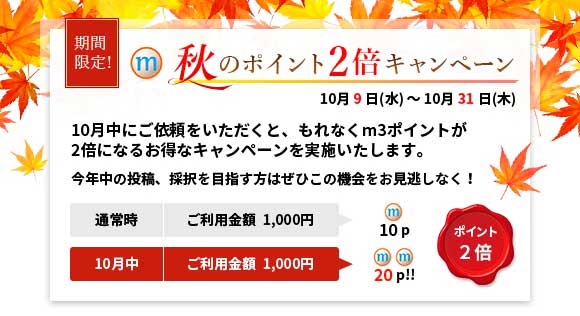 期間
限定!
m 秋のポイント2倍キャンペーン
10月 9 日(水) ～ 10月 31 日(木)
10月中にご依頼をいただくと、もれなくm3ポイントが
2倍になるお得なキャンペーンを実施いたします。
今年中の投稿、採択を目指す方はぜひこの機会をお見逃しなく！
通常時 ご利用金額 1,000円
m
10 p
10月中 ご利用金額 1,000円
m m
20 p!!
ポイント
2倍